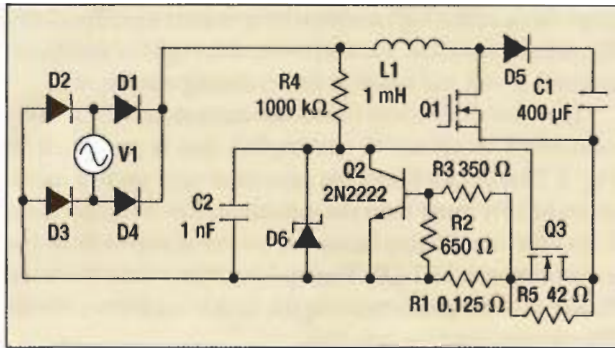 D2
D1
R4
1000 kΩ
L1
1 mH
D5
Q1
C1
400 µF
V1
D3
D4
C2
1 nF
D6
Q2
2N2222
R3 350 Ω
R2
650 Ω
Q3
R1 0.125 Ω
R5 42 Ω